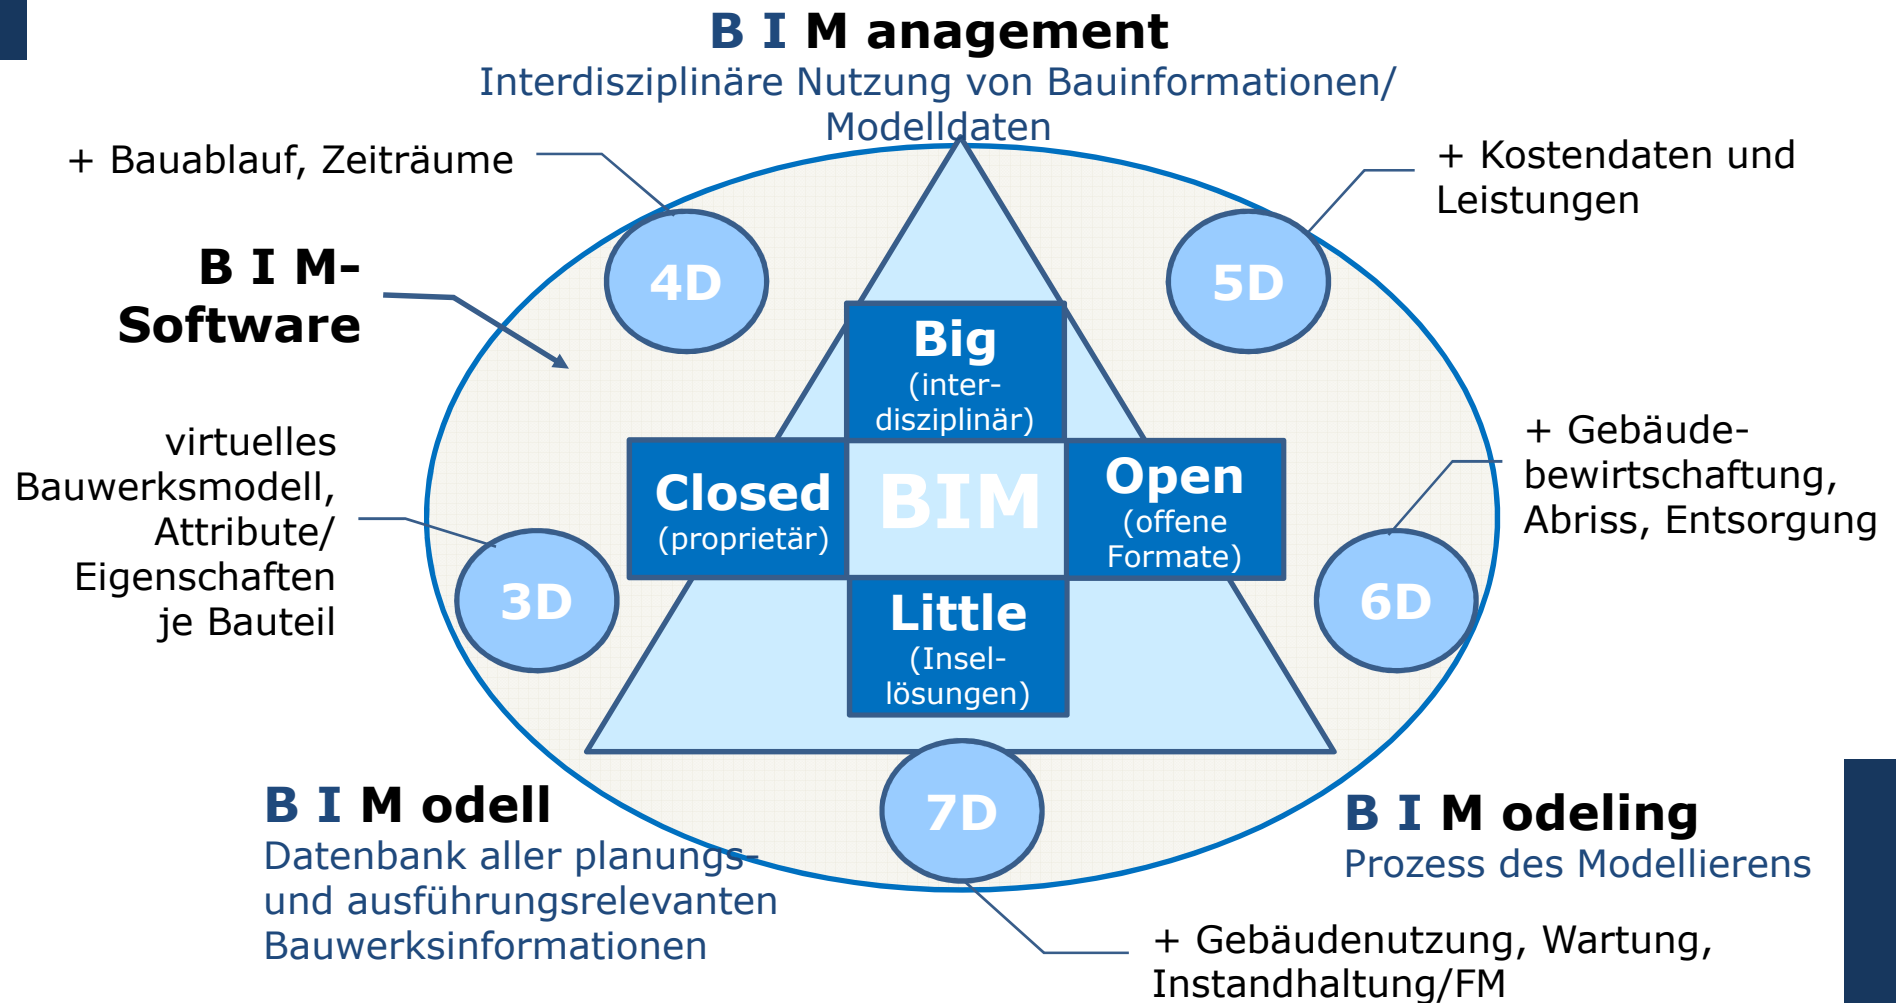 B I M anagement
Interdisziplinäre Nutzung von Bauinformationen/
Modelldaten
+ Bauablauf, Zeiträume
+ Kostendaten und
Leistungen
4D
5D
B I M-
Software
Big
(inter-
disziplinär)
Closed
(proprietär)
BIM
Open
(offene
Formate)
Little
(Insel-
lösungen)
virtuelles
Bauwerksmodell,
Attribute/
Eigenschaften
je Bauteil
+ Gebäude-
bewirtschaftung,
Abriss, Entsorgung
3D
6D
7D
B I M odell
Datenbank aller planungs-
und ausführungsrelevanten
Bauwerksinformationen
B I M odeling
Prozess des Modellierens
+ Gebäudenutzung, Wartung,
Instandhaltung/FM